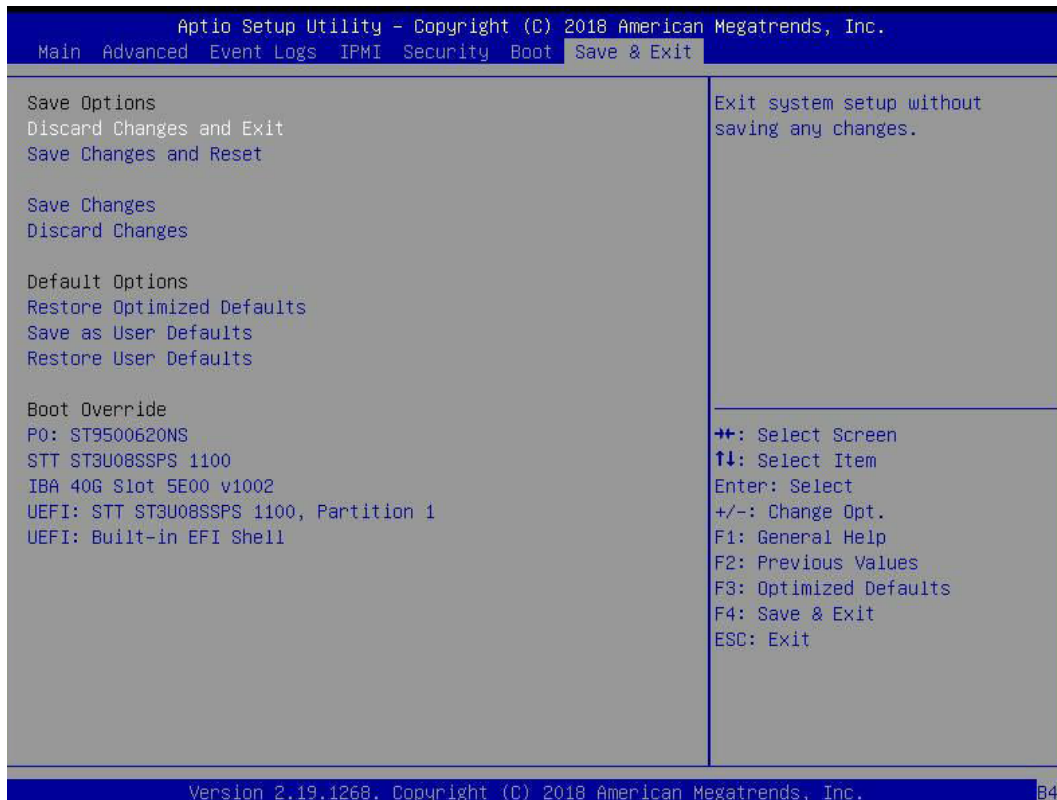 Aptio Setup Utility – Copyright (C) 2018 American Megatrends, Inc.
Main Advanced Event Logs IPMI Security Boot Save & Exit
Save Options
Discard Changes and Exit
Save Changes and Reset
Save Changes
Discard Changes
Default Options
Restore Optimized Defaults
Save as User Defaults
Restore User Defaults
Boot Override
P0: ST9500620NS
STT ST3U08SSPS 1100
IBA 40G Slot 5E00 v1002
UEFI: STT ST3U08SSPS 1100, Partition 1
UEFI: Built-in EFI Shell
Exit system setup without
saving any changes.
→←: Select Screen
↑↓: Select Item
Enter: Select
+/-: Change Opt.
F1: General Help
F2: Previous Values
F3: Optimized Defaults
F4: Save & Exit
ESC: Exit
Version 2.19.1268. Copyright (C) 2018 American Megatrends, Inc.
B4